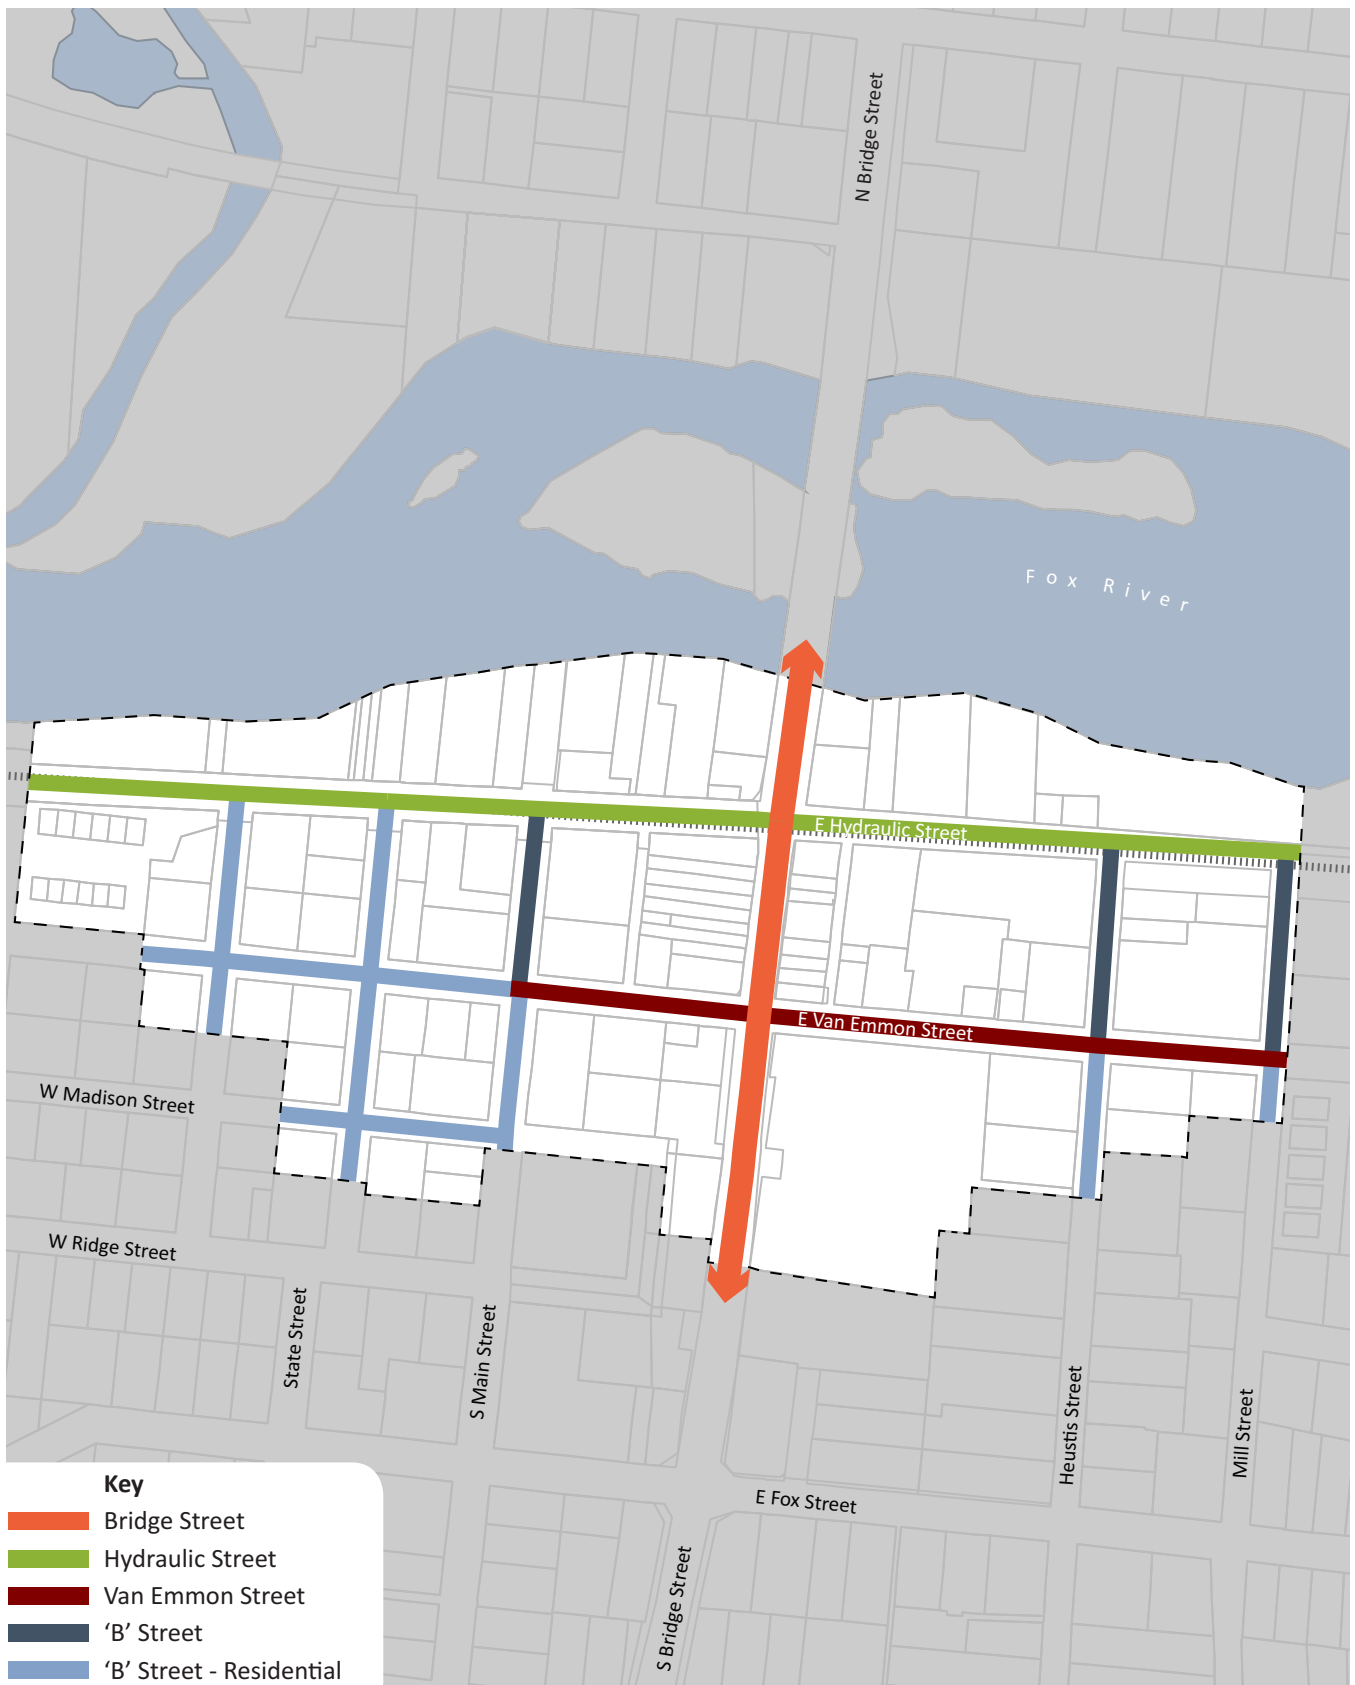 N Bridge Street
Fox River
E Hydraulic Street
E Van Emmon Street
W Madison Street
W Ridge Street
State Street
S Main Street
Heustis Street
Mill Street
E Fox Street
S Bridge Street
Key
Bridge Street
Hydraulic Street
Van Emmon Street
‘B’ Street
‘B’ Street - Residential